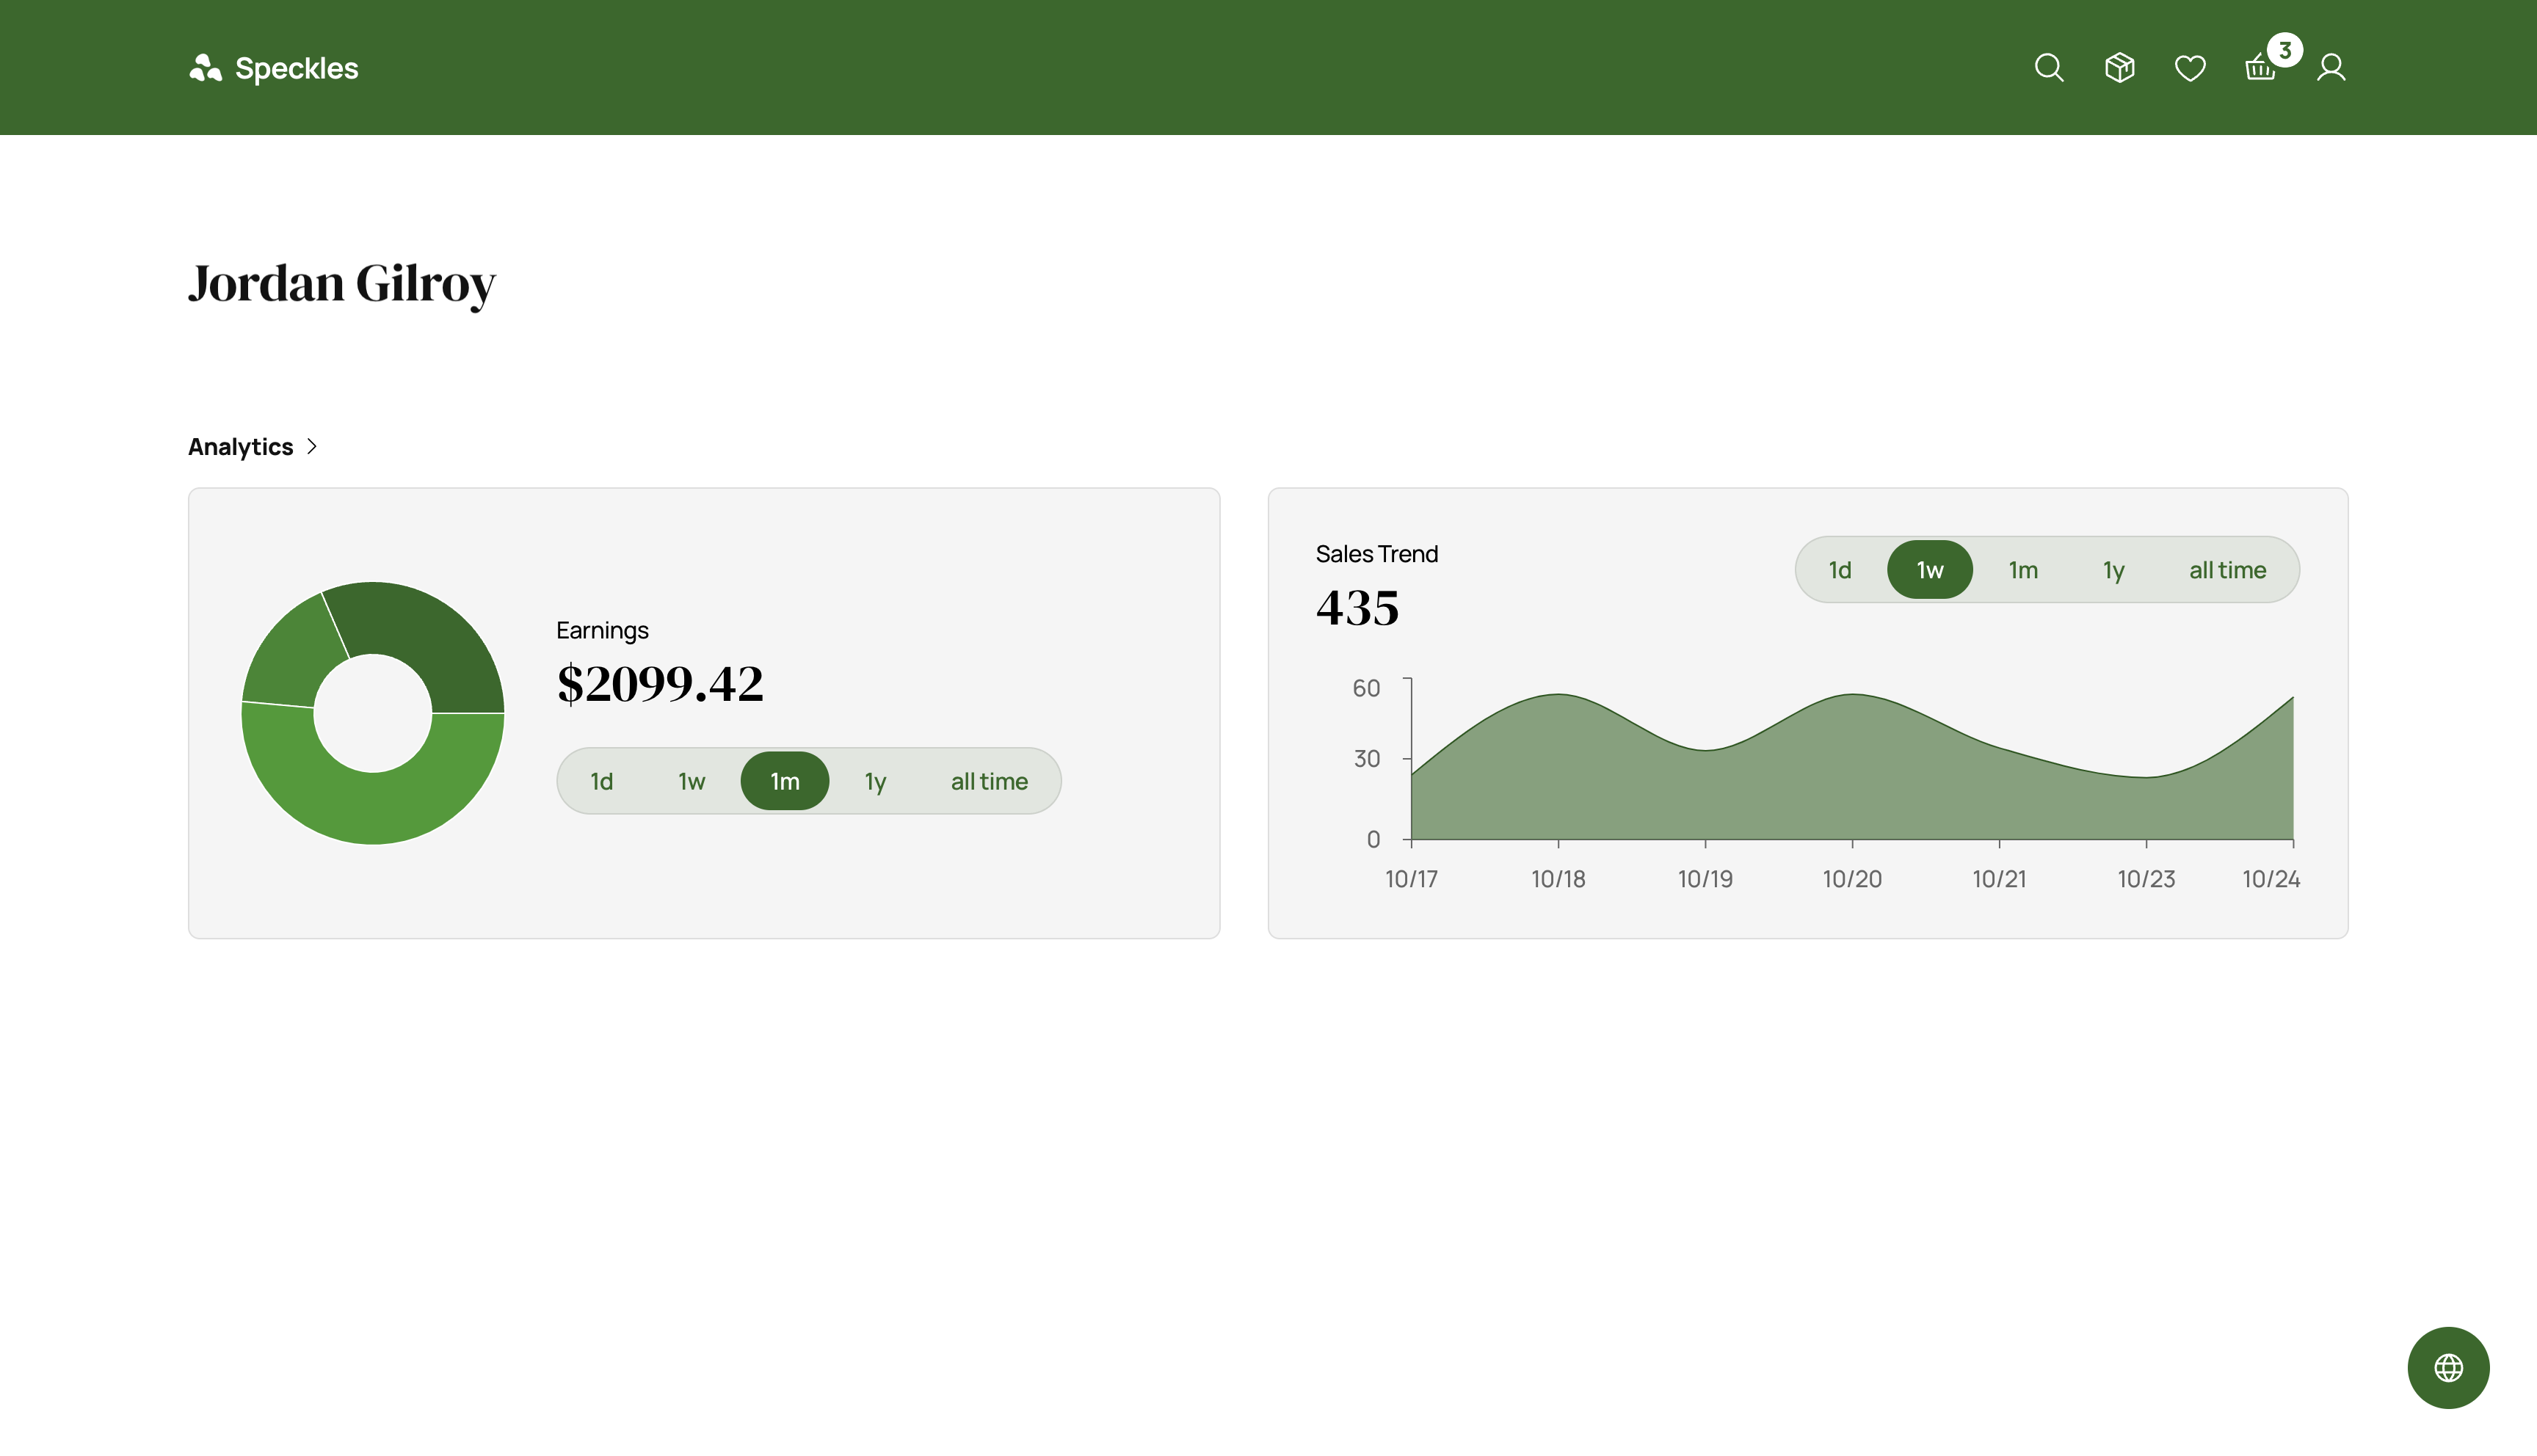 Speckles
3
Jordan Gilroy
Analytics
Earnings
$2099.42
1d 1w 1m 1y all time
Sales Trend
435
1d 1w 1m 1y all time
60
30
0
10/17 10/18 10/19 10/20 10/21 10/23 10/24